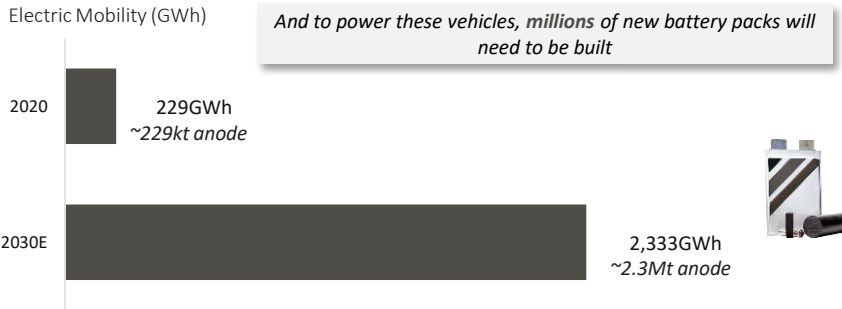 Electric Mobility (GWh)
And to power these vehicles, millions of new battery packs will
need to be built
2020
229GWh
~229kt anode
2030E
2,333GWh
~2.3Mt anode